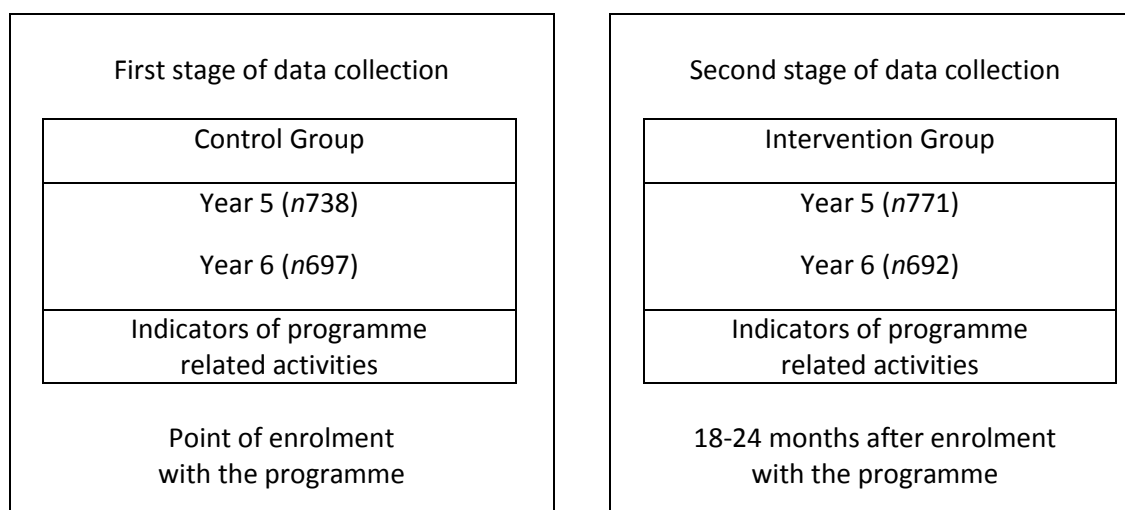 First stage of data collection
Control Group
Year 5 (n738)
Year 6 (n697)
Indicators of programme
related activities
Point of enrolment
with the programme
Second stage of data collection
Intervention Group
Year 5 (n771)
Year 6 (n692)
Indicators of programme
related activities
18-24 months after enrolment
with the programme